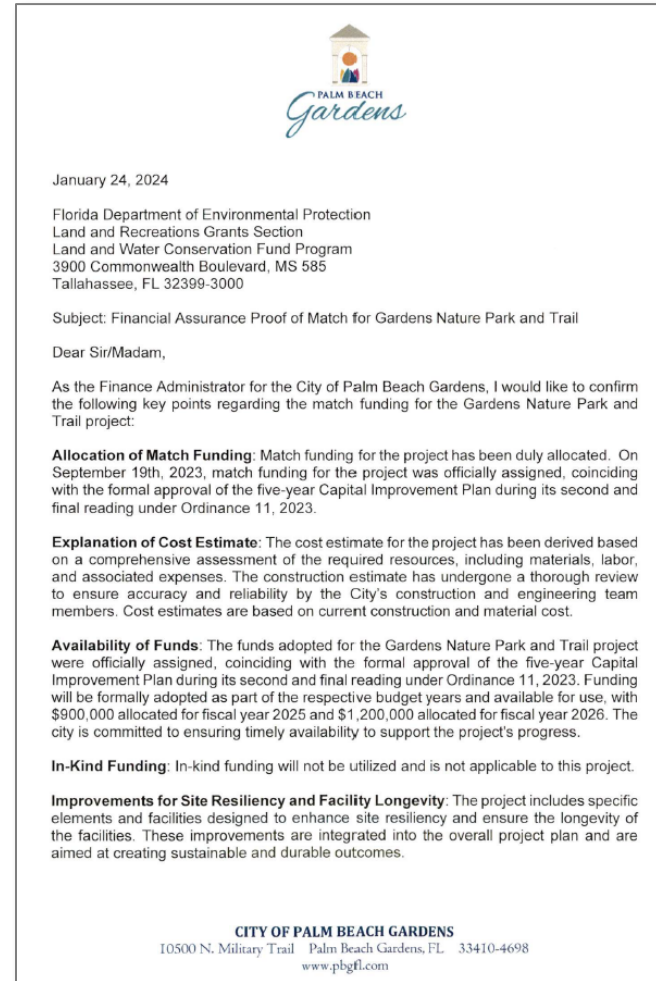 PALM BEACH
Gardens
January 24, 2024
Florida Department of Environmental Protection
Land and Recreations Grants Section
Land and Water Conservation Fund Program
3900 Commonwealth Boulevard, MS 585
Tallahassee, FL 32399-3000
Subject: Financial Assurance Proof of Match for Gardens Nature Park and Trail
Dear Sir/Madam,
As the Finance Administrator for the City of Palm Beach Gardens, I would like to confirm
the following key points regarding the match funding for the Gardens Nature Park and
Trail project:
Allocation of Match Funding: Match funding for the project has been duly allocated. On
September 19th, 2023, match funding for the project was officially assigned, coinciding
with the formal approval of the five-year Capital Improvement Plan during its second and
final reading under Ordinance 11, 2023.
Explanation of Cost Estimate: The cost estimate for the project has been derived based
on a comprehensive assessment of the required resources, including materials, labor,
and associated expenses. The construction estimate has undergone a thorough review
to ensure accuracy and reliability by the City's construction and engineering team
members. Cost estimates are based on current construction and material cost.
Availability of Funds: The funds adopted for the Gardens Nature Park and Trail project
were officially assigned, coinciding with the formal approval of the five-year Capital
Improvement Plan during its second and final reading under Ordinance 11, 2023. Funding
will be formally adopted as part of the respective budget years and available for use, with
$900,000 allocated for fiscal year 2025 and $1,200,000 allocated for fiscal year 2026. The
city is committed to ensuring timely availability to support the project's progress.
In-Kind Funding: In-kind funding will not be utilized and is not applicable to this project.
Improvements for Site Resiliency and Facility Longevity: The project includes specific
elements and facilities designed to enhance site resiliency and ensure the longevity of
the facilities. These improvements are integrated into the overall project plan and are
aimed at creating sustainable and durable outcomes.
CITY OF PALM BEACH GARDENS
10500 N. Military Trail Palm Beach Gardens, FL 33410-4698
www.pbgfl.com